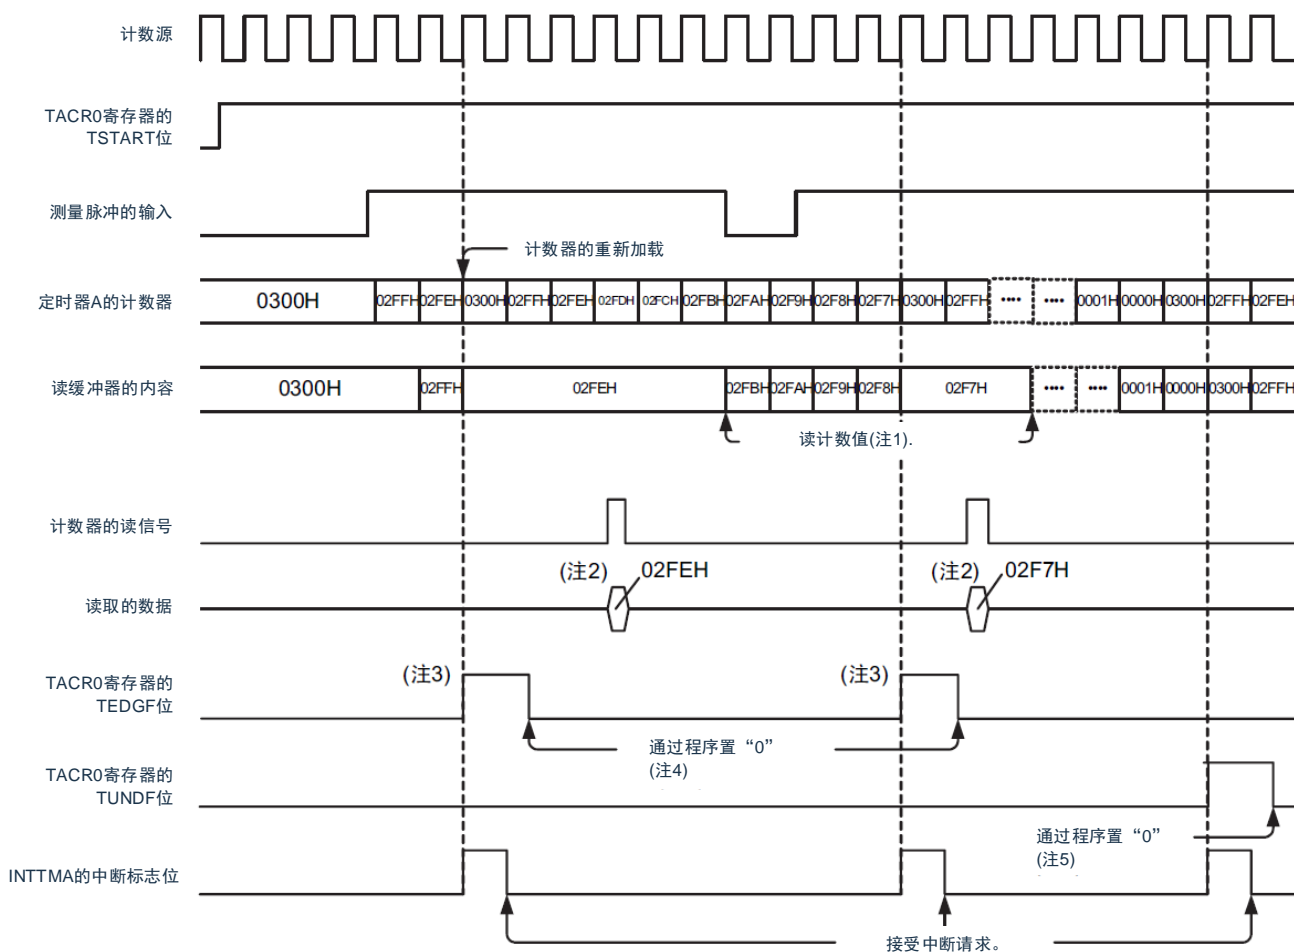 计数源
TACR0寄存器的
TSTART位
测量脉冲的输入
计数器的重新加载
定时器A的计数器
0300H 02FFH 02FEH 0300H 02FFH 02FEH 02FDH 02FCH 02FBH 02FAH 02F9H 02F8H 02F7H 0300H 02FFH •••• •••• 0001H 0000H 0300H 02FFH 02FEH
读缓冲器的内容
0300H 02FFH 02FEH 02FBH 02FAH 02F9H 02F8H 02F7H •••• •••• 0001H 0000H 0300H 02FFH
读计数值(注1).
计数器的读信号
(注2) 02FEH (注2) 02F7H
读取的数据
(注3) (注3)
TACR0寄存器的
TEDGF位
通过程序置“0”
(注4)
TACR0寄存器的
TUNDF位
通过程序置“0”
(注5)
INTTMA的中断标志位
接受中断请求。